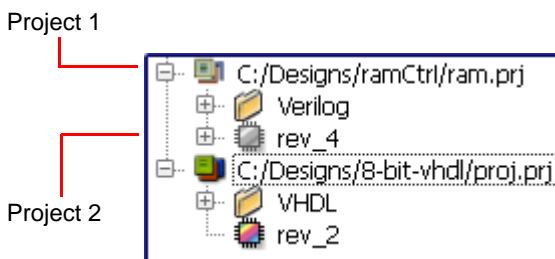 Project 1
C:/Designs/ramCtrl/ram.prj
Verilog
rev_4
C:/Designs/8-bit-vhdl/proj.prj
Project 2
VHDL
rev_2